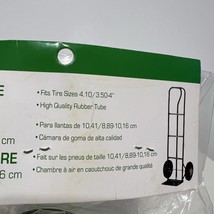 E
• Fits Tire Sizes 4.10/3.50-4"
• High Quality Rubber Tube
• Para llantas de 10,41/8,89-10,16 cm
• Cámara de goma de alta calidad
cm
RE
• Fait sur les pneus de taille 10,41/8,89-10,16 cm
• Chambre à air en caoutchouc de grande qualité
6 cm